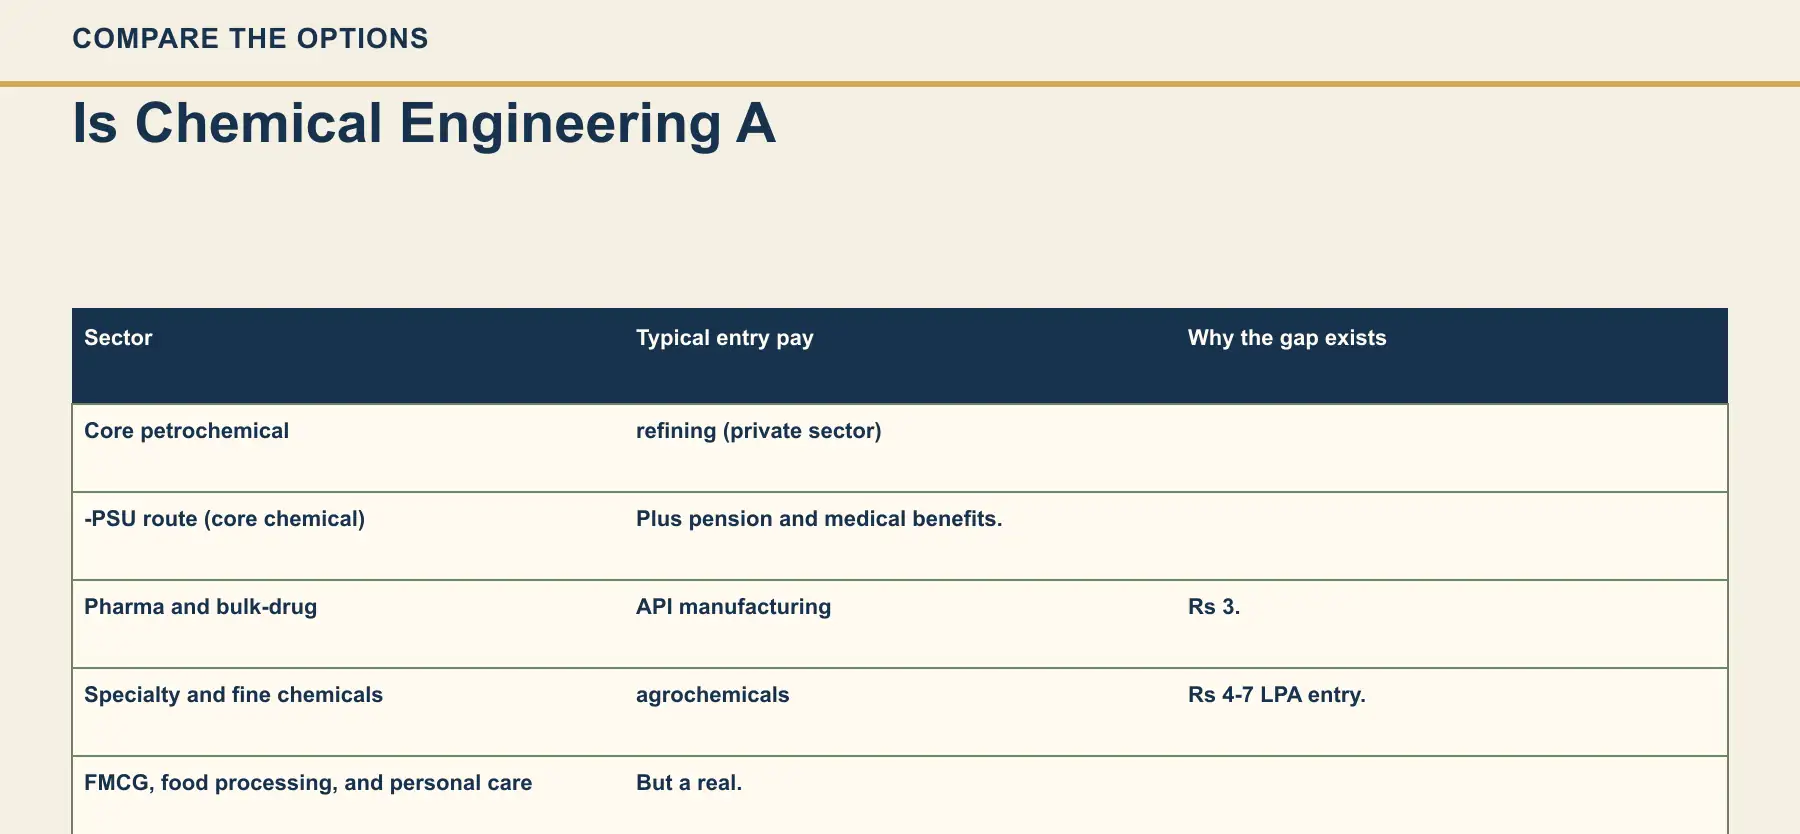 COMPARE THE OPTIONS
Is Chemical Engineering A
Sector Typical entry pay Why the gap exists
Core petrochemical refining (private sector)
-PSU route (core chemical) Plus pension and medical benefits.
Pharma and bulk-drug API manufacturing Rs 3.
Specialty and fine chemicals agrochemicals Rs 4-7 LPA entry.
FMCG, food processing, and personal care But a real.